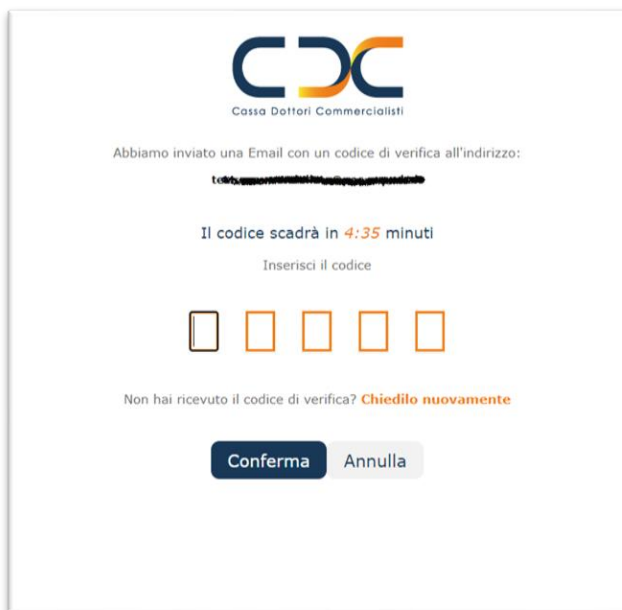 CDC
Cassa Dottori Commercialisti
Abbiamo inviato una Email con un codice di verifica all'indirizzo:
Il codice scadrà in 4:35 minuti
Inserisci il codice
Non hai ricevuto il codice di verifica? Chiedilo nuovamente
Conferma Annulla